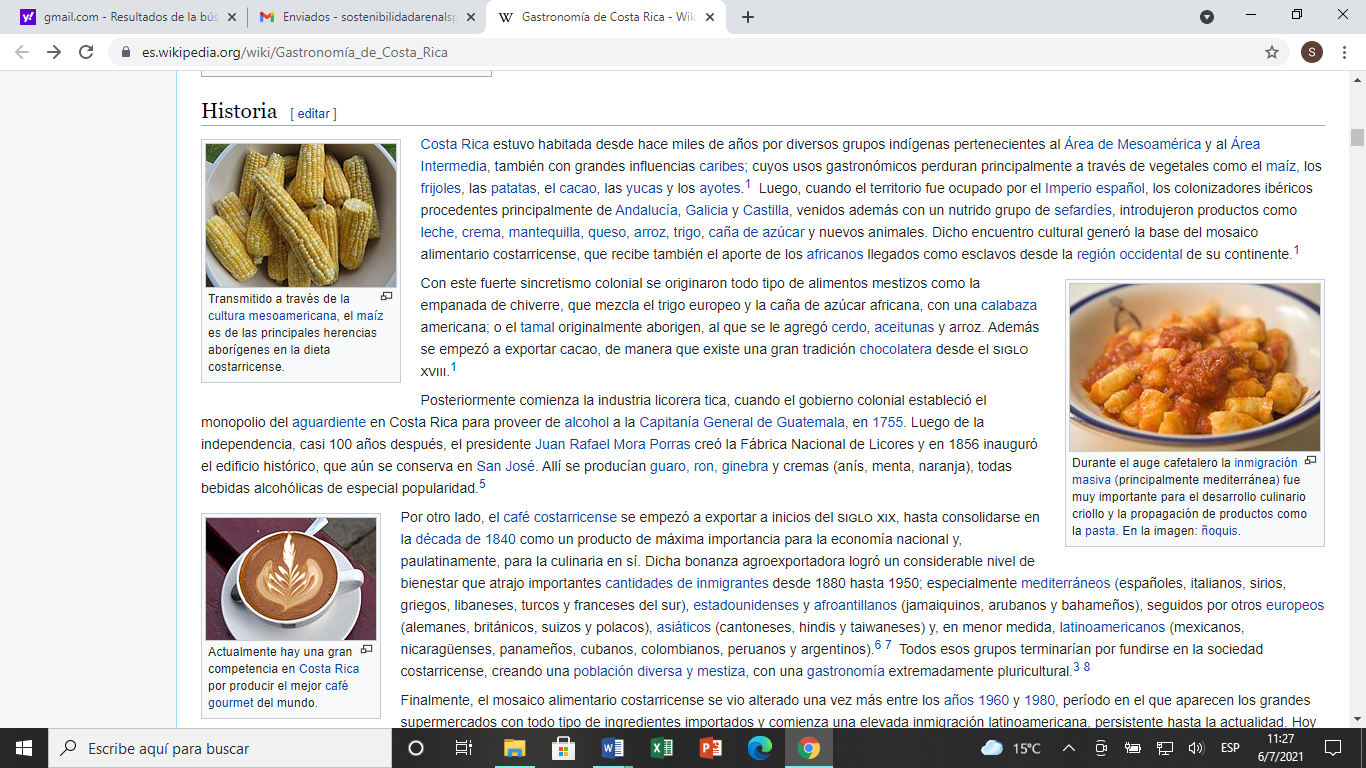 gmail.com - Resultados de la bús
Enviados - sostenibilidadarenalsp
Gastronomía de Costa Rica - Wik
es.wikipedia.org/wiki/Gastronomía_de_Costa_Rica
S
Historia [ editar ]
Transmitido a través de la
cultura mesoamericana, el maíz
es de las principales herencias
aborígenes en la dieta
costarricense.
Costa Rica estuvo habitada desde hace miles de años por diversos grupos indígenas pertenecientes al Área de Mesoamérica y al Área
Intermedia, también con grandes influencias caribes; cuyos usos gastronómicos perduran principalmente a través de vegetales como el maíz, los
frijoles, las patatas, el cacao, las yucas y los ayotes.1 Luego, cuando el territorio fue ocupado por el Imperio español, los colonizadores ibéricos
procedentes principalmente de Andalucía, Galicia y Castilla, venidos además con un nutrido grupo de sefardíes, introdujeron productos como
leche, crema, mantequilla, queso, arroz, trigo, caña de azúcar y nuevos animales. Dicho encuentro cultural generó la base del mosaico
alimentario costarricense, que recibe también el aporte de los africanos llegados como esclavos desde la región occidental de su continente.1
Con este fuerte sincretismo colonial se originaron todo tipo de alimentos mestizos como la
empanada de chiverre, que mezcla el trigo europeo y la caña de azúcar africana, con una calabaza
americana; o el tamal originalmente aborigen, al que se le agregó cerdo, aceitunas y arroz. Además
se empezó a exportar cacao, de manera que existe una gran tradición chocolatera desde el SIGLO
XVIII.1
Posteriormente comienza la industria licorera tica, cuando el gobierno colonial estableció el
monopolio del aguardiente en Costa Rica para proveer de alcohol a la Capitanía General de Guatemala, en 1755. Luego de la
independencia, casi 100 años después, el presidente Juan Rafael Mora Porras creó la Fábrica Nacional de Licores y en 1856 inauguró
el edificio histórico, que aún se conserva en San José. Allí se producían guaro, ron, ginebra y cremas (anís, menta, naranja), todas
bebidas alcohólicas de especial popularidad.5
Durante el auge cafetalero la inmigración
masiva (principalmente mediterránea) fue
muy importante para el desarrollo culinario
criollo y la propagación de productos como
la pasta. En la imagen: ñoquis.
Actualmente hay una gran
competencia en Costa Rica
por producir el mejor café
gourmet del mundo.
Por otro lado, el café costarricense se empezó a exportar a inicios del SIGLO XIX, hasta consolidarse en
la década de 1840 como un producto de máxima importancia para la economía nacional y,
paulatinamente, para la culinaria en sí. Dicha bonanza agroexportadora logró un considerable nivel de
bienestar que atrajo importantes cantidades de inmigrantes desde 1880 hasta 1950; especialmente mediterráneos (españoles, italianos, sirios,
griegos, libaneses, turcos y franceses del sur), estadounidenses y afroantillanos (jamaiquinos, arubanos y bahameños), seguidos por otros europeos
(alemanes, británicos, suizos y polacos), asiáticos (cantoneses, hindis y taiwaneses) y, en menor medida, latinoamericanos (mexicanos,
nicaragüenses, panameños, cubanos, colombianos, peruanos y argentinos).6 7 Todos esos grupos terminarían por fundirse en la sociedad
costarricense, creando una población diversa y mestiza, con una gastronomía extremadamente pluricultural.3 8
Finalmente, el mosaico alimentario costarricense se vio alterado una vez más entre los años 1960 y 1980, período en el que aparecen los grandes
supermercados con todo tipo de ingredientes importados y comienza una elevada inmigración latinoamericana, persistente hasta la actualidad. Hoy
Escribe aquí para buscar
15°C
ESP
11:27
6/7/2021